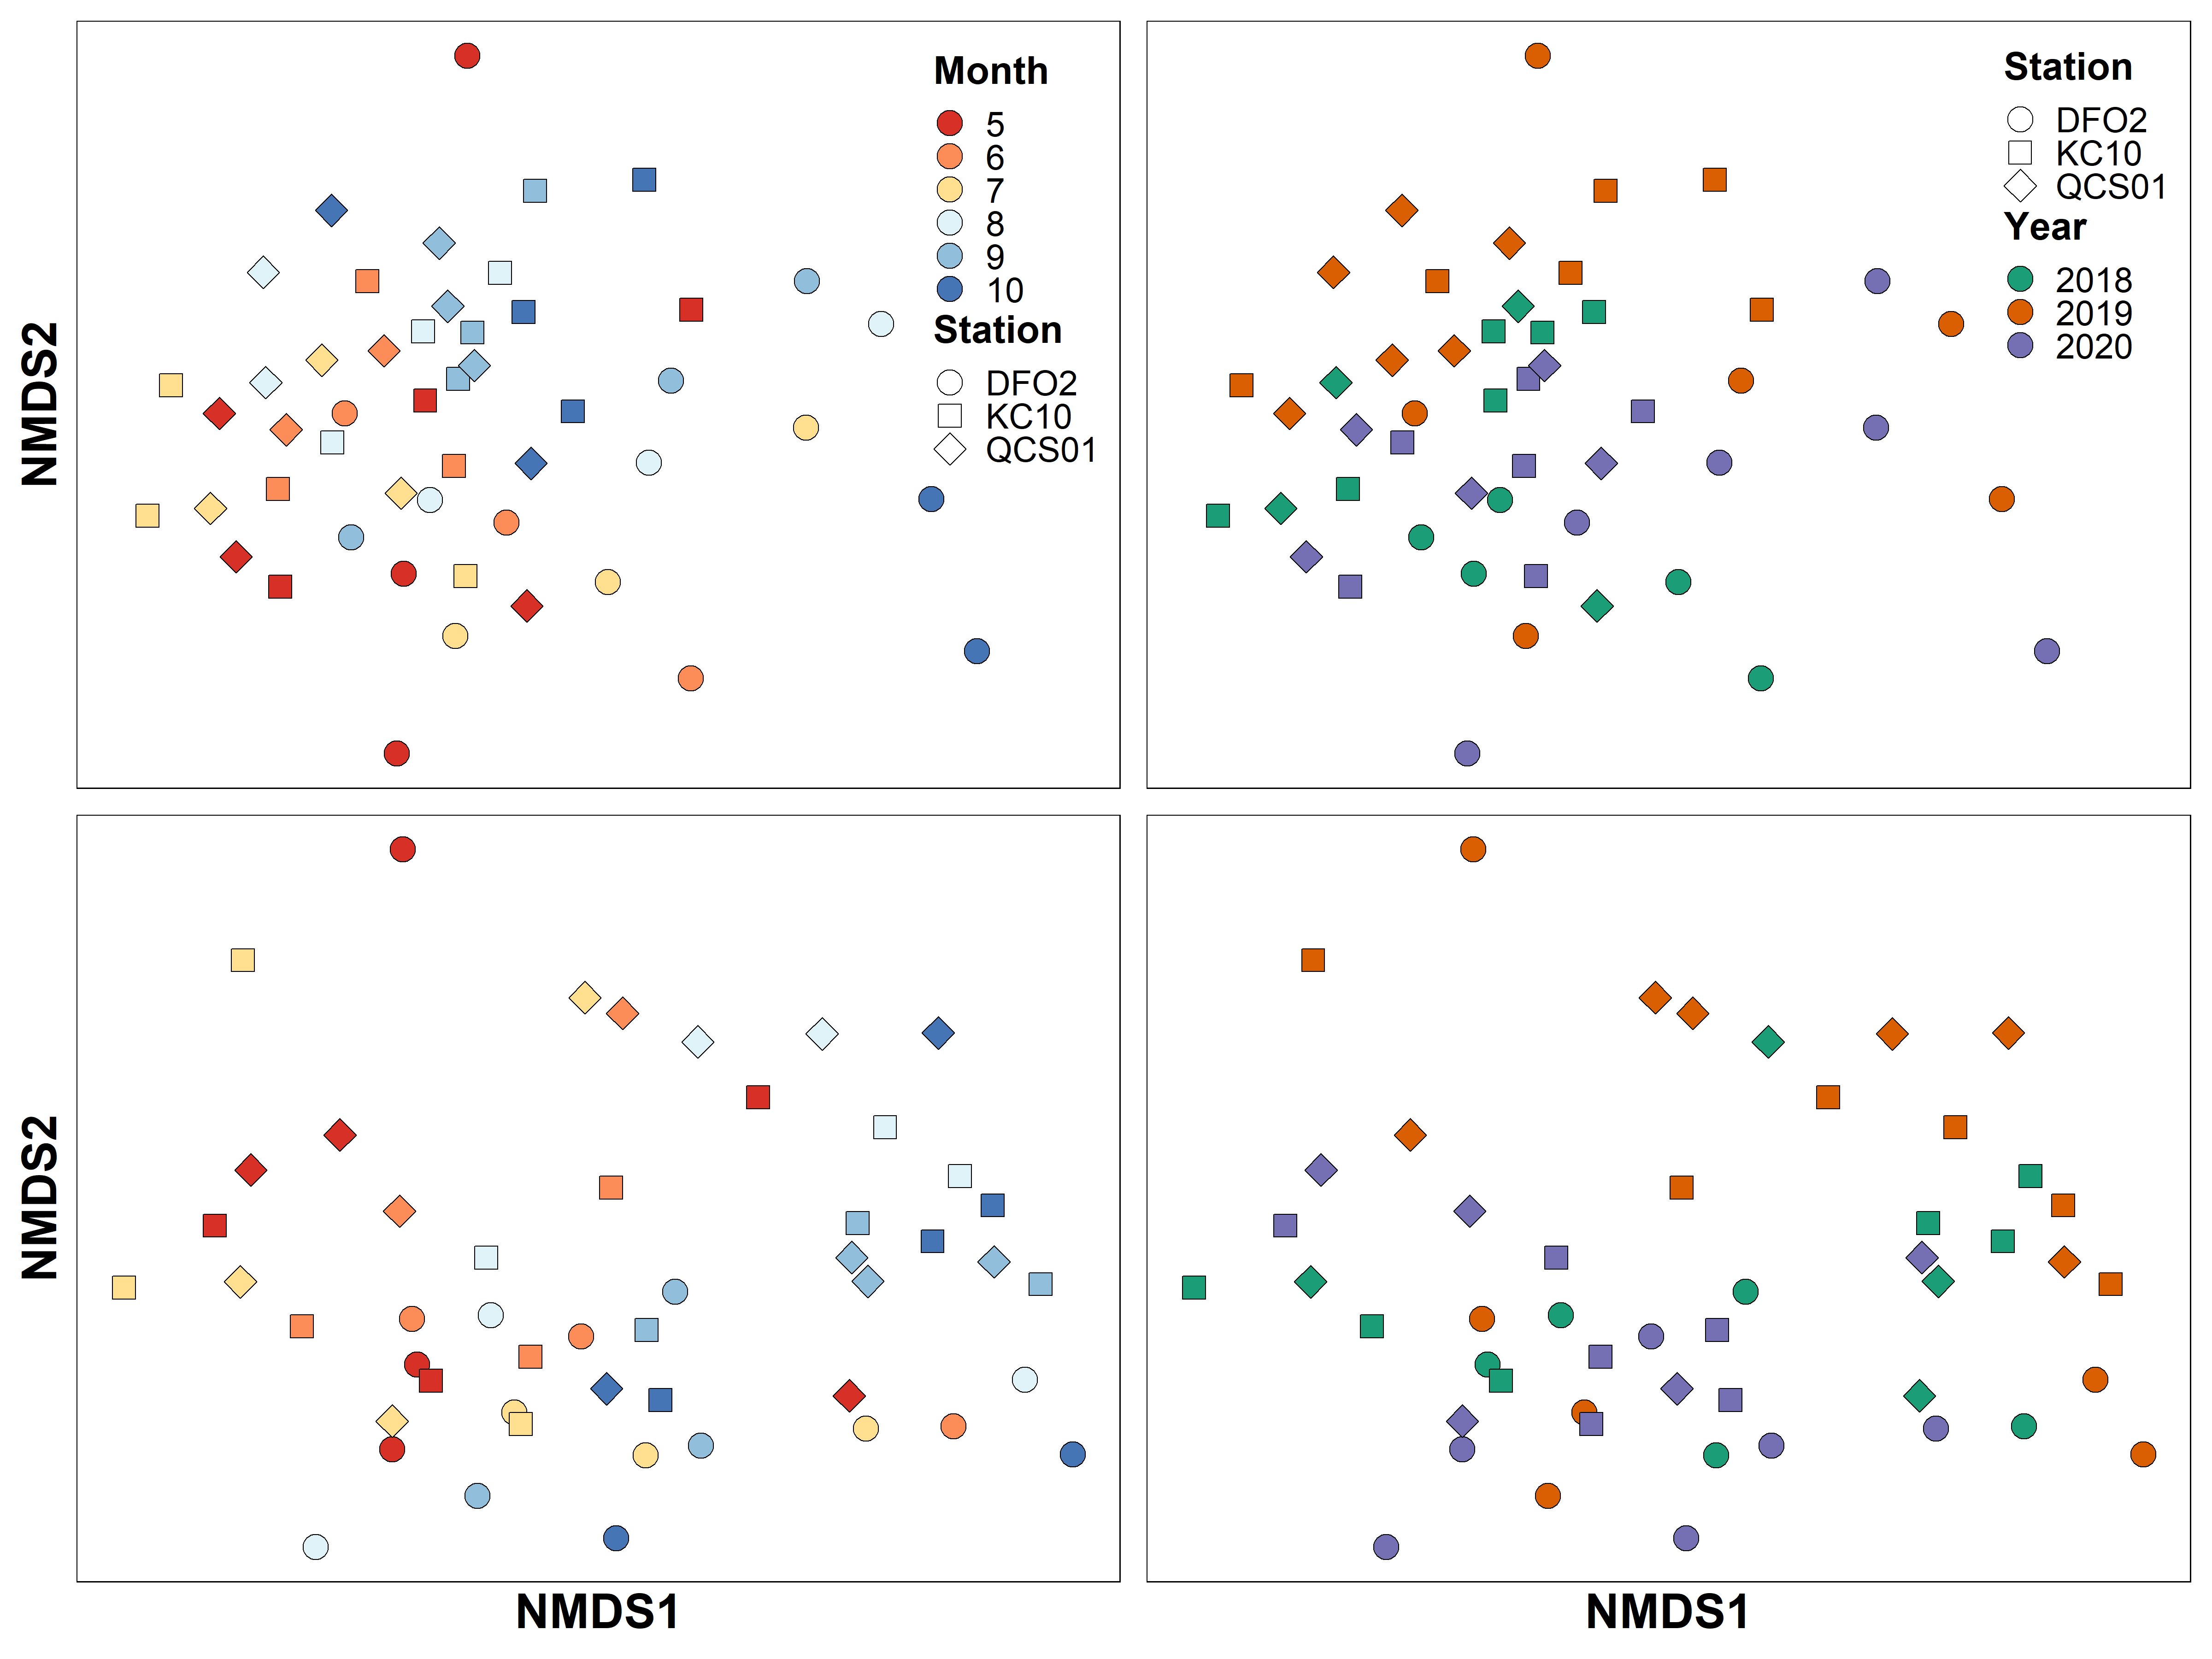 Month
5
6
7
8
9
10
Station
DFO2
KC10
QCS01
Station
DFO2
KC10
QCS01
Year
2018
2019
2020
NMDS2
NMDS2
NMDS1
NMDS1